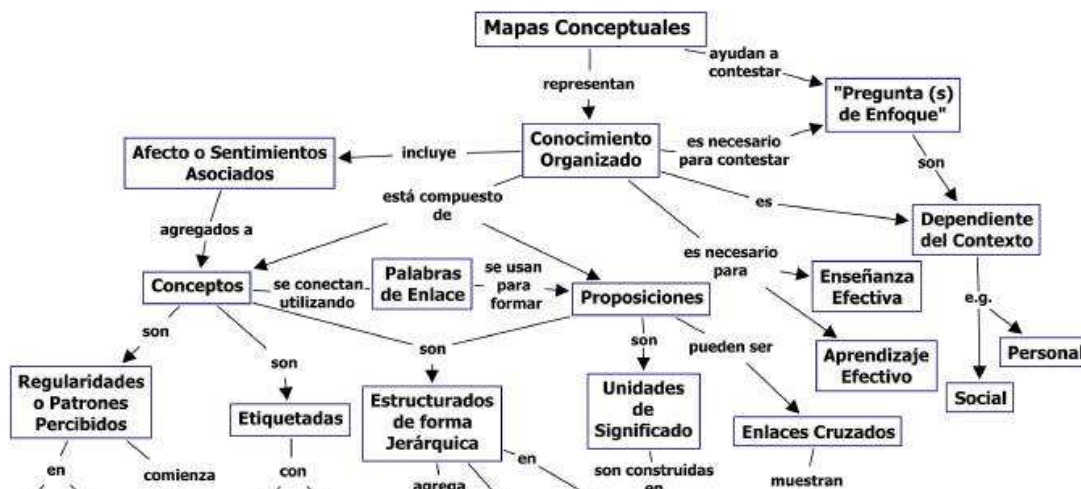 Mapas Conceptuales
ayudan a
contestar
representan
"Pregunta (s)
de Enfoque"
Conocimiento
Organizado
es necesario
para contestar
incluye
Afecto o Sentimientos
Asociados
son
está compuesto
de
es
Dependiente
del Contexto
agregados a
es necesario
para
Conceptos
se conectan
utilizando
Palabras
de Enlace
se usan
para
formar
Proposiciones
Enseñanza
Efectiva
e.g.
son
son
son
son
pueden ser
Aprendizaje
Efectivo
Personal
Social
Regularidades
o Patrones
Percibidos
Etiquetadas
Estructurados
de forma
Jerárquica
Unidades
de
Significado
Enlaces Cruzados
en
comienza
con
agrega
en
son construidas
en
muestran